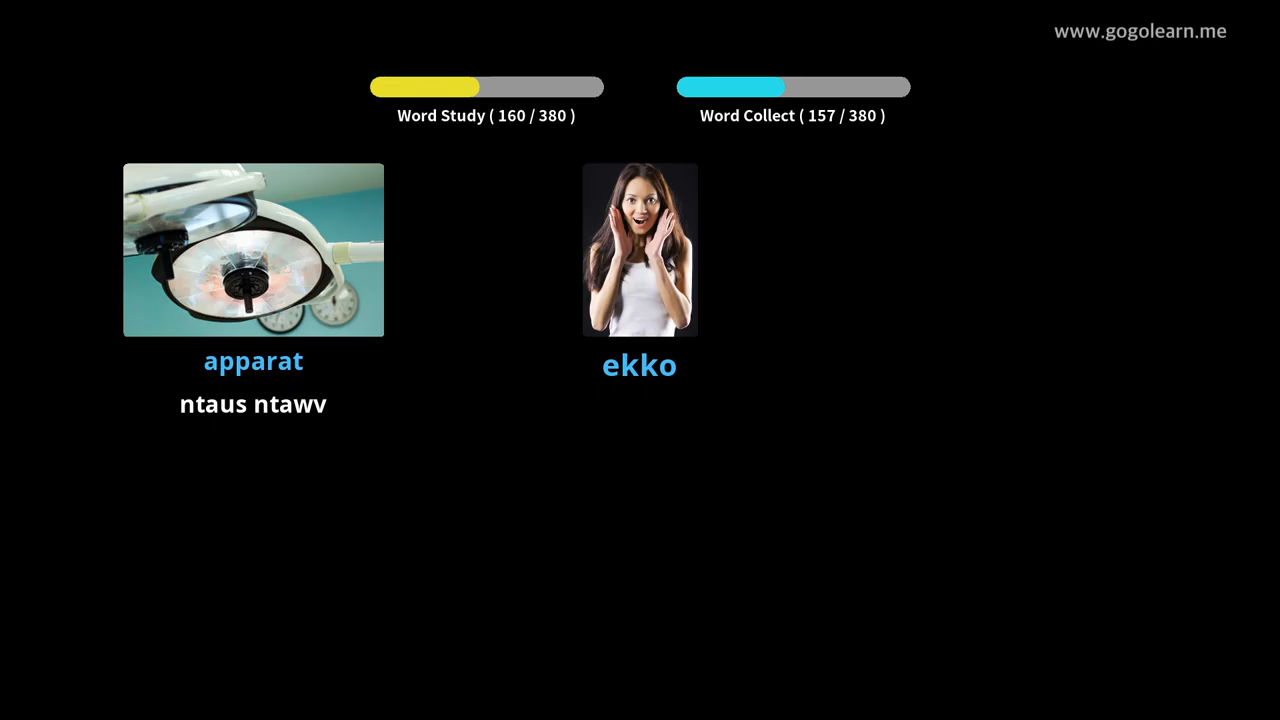 www.gogolearn.me
Word Study ( 160 / 380 )
Word Collect ( 157 / 380 )
apparat
ekko
ntaus ntawv